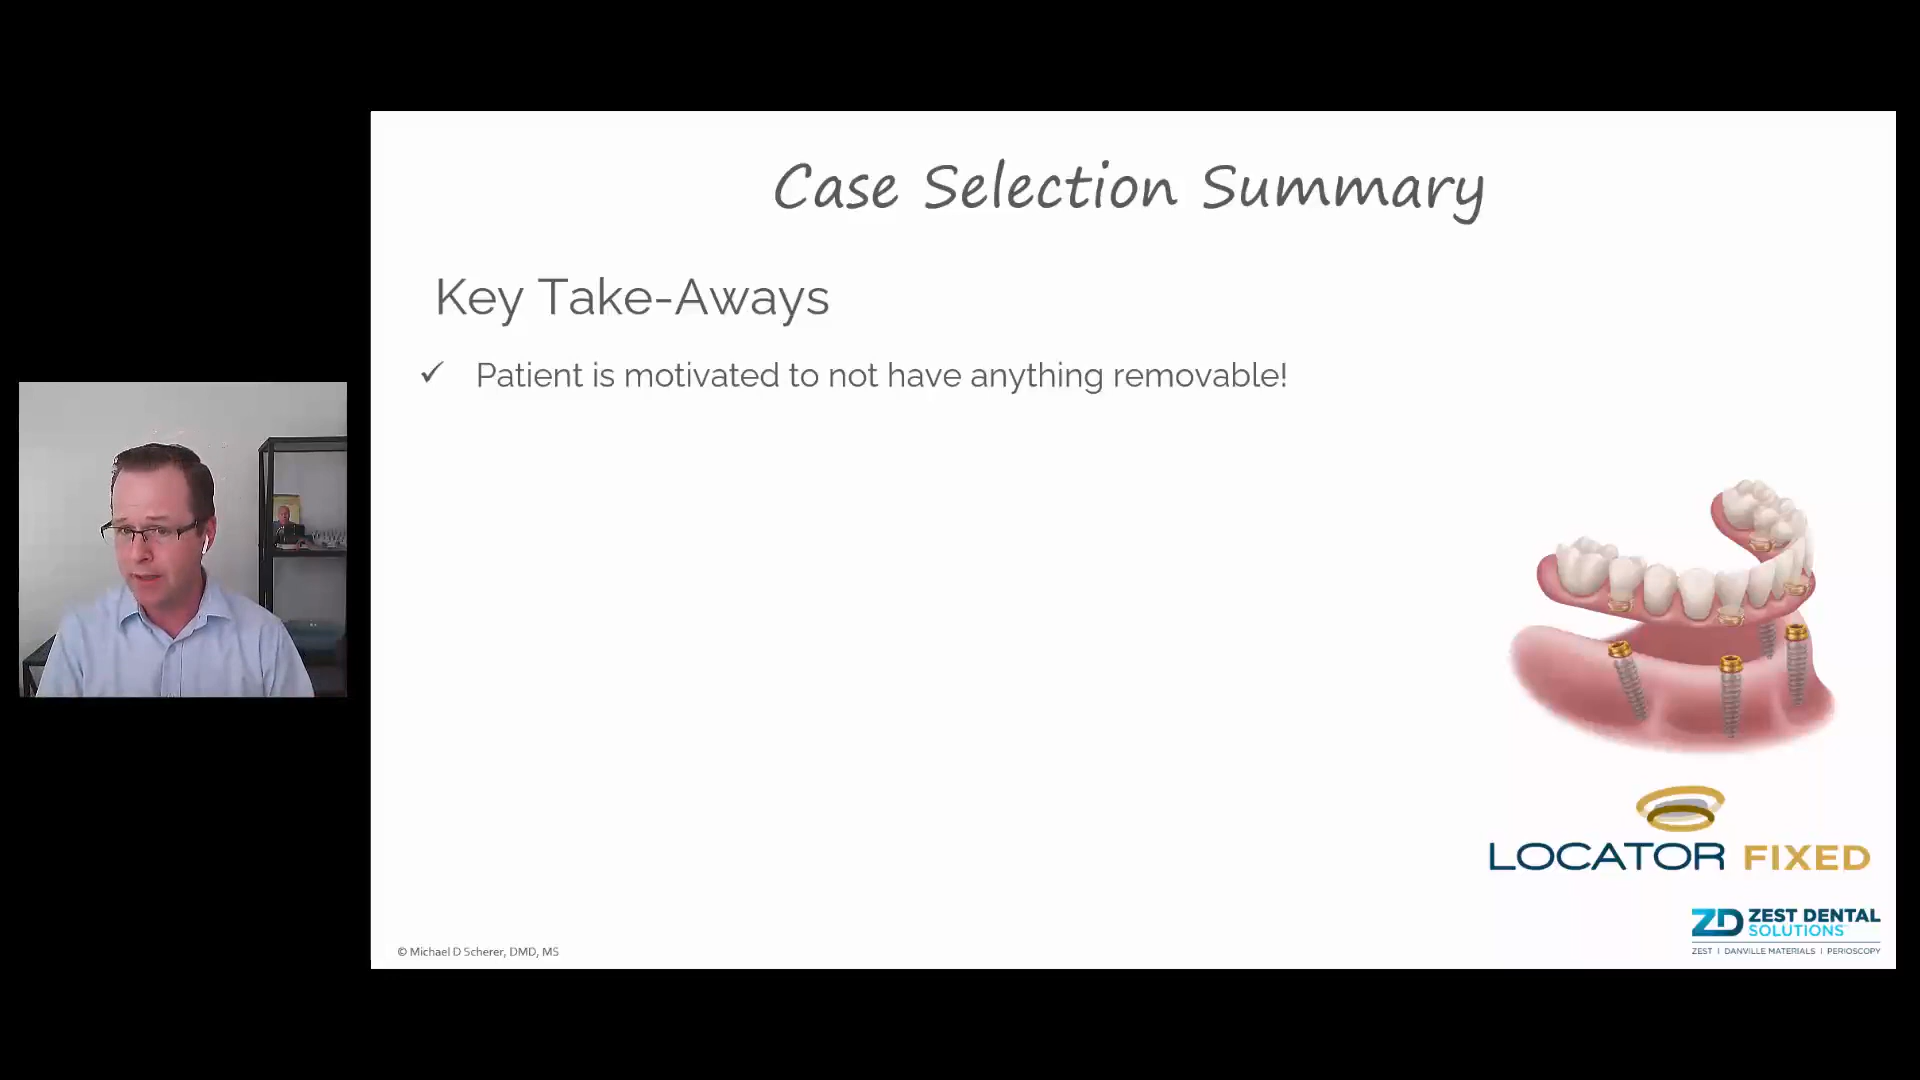 Case Selection Summary
Key Take-Aways
✓ Patient is motivated to not have anything removable!
LOCATOR FIXED
ZD ZEST DENTAL
SOLUTIONS
ZEST | DANVILLE MATERIALS | PERIOSCOPY
© Michael D Scherer, DMD, MS